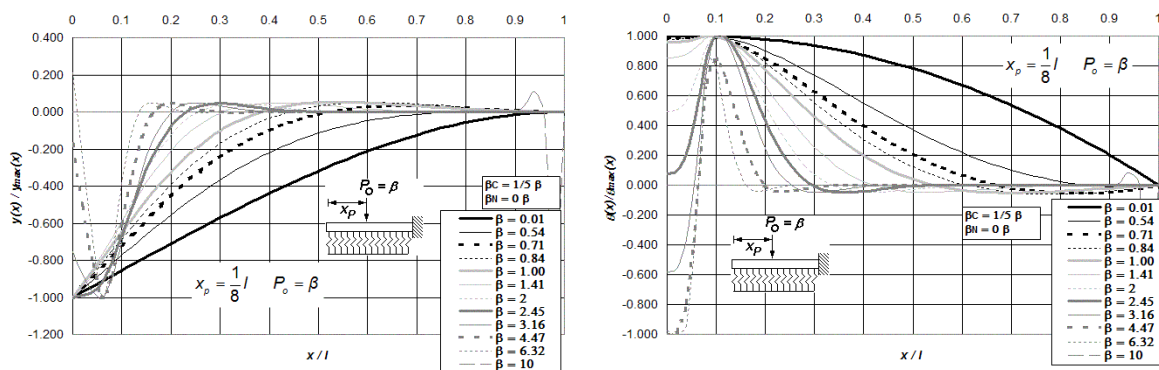 0 0.1 0.2 0.3 0.4 0.5 0.6 0.7 0.8 0.9 1
0.400
0.200
0.000
-0.200
-0.400
-0.600
-0.800
-1.000
-1.200
y(x) / ymax(x)
x / l
Po = β
xP
xp = 1/8 l Po = β
βC = 1/5 β
βN = 0 β
β = 0.01
β = 0.54
β = 0.71
β = 0.84
β = 1.00
β = 1.41
β = 2
β = 2.45
β = 3.16
β = 4.47
β = 6.32
β = 10
0 0.1 0.2 0.3 0.4 0.5 0.6 0.7 0.8 0.9 1
1.000
0.800
0.600
0.400
0.200
0.000
-0.200
-0.400
-0.600
-0.800
-1.000
x / l
xp = 1/8 l Po = β
Po = β
xP
βC = 1/5 β
βN = 0 β
β = 0.01
β = 0.54
β = 0.71
β = 0.84
β = 1.00
β = 1.41
β = 2
β = 2.45
β = 3.16
β = 4.47
β = 6.32
β = 10